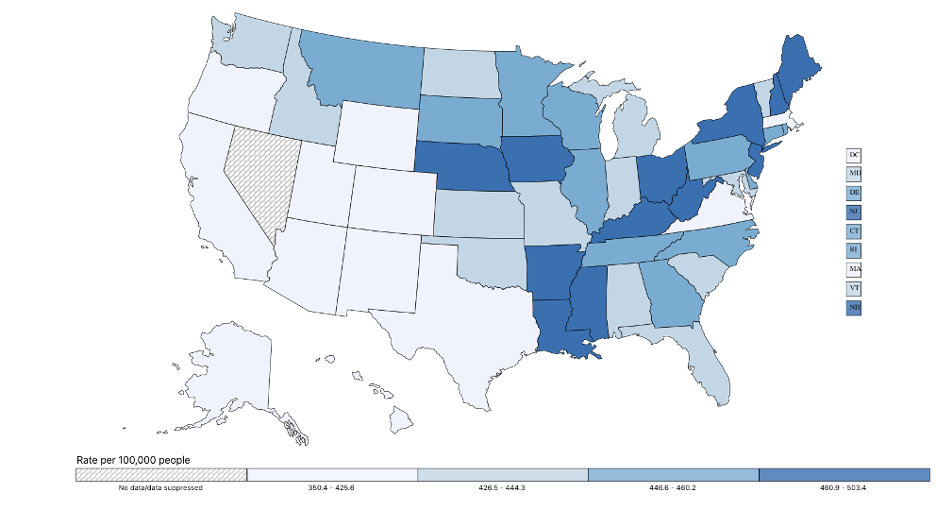 DC
MD
DE
NJ
CT
RI
MA
VT
NH
Rate per 100,000 people
No data/data suppressed
350.4 - 425.6
426.5 - 444.3
446.6 - 460.2
460.9 - 503.4